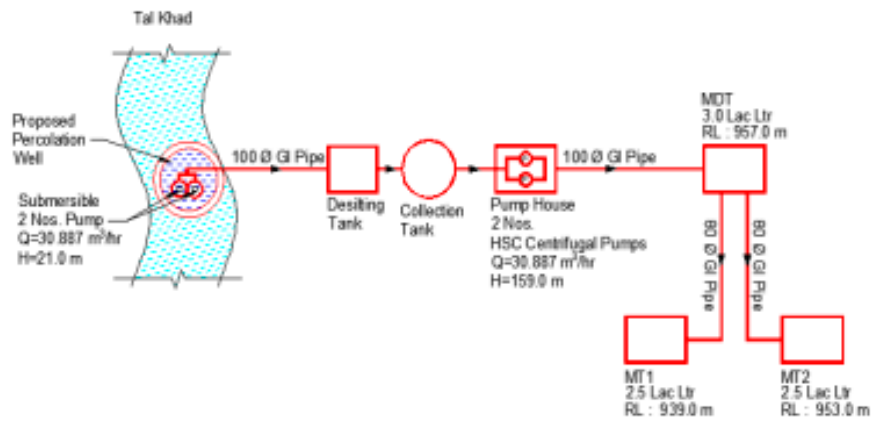 Tal Khad
Proposed
Percolation
Well
Submersible
2 Nos. Pump
Q=30.887 m³/hr
H=21.0 m
100 Ø GI Pipe
Desilting
Tank
Collection
Tank
Pump House
2 Nos.
HSC Centrifugal Pumps
Q=30.887 m³/hr
H=159.0 m
100 Ø GI Pipe
MDT
3.0 Lac Ltr
RL : 957.0 m
80 Ø GI Pipe
80 Ø GI Pipe
MT1
2.5 Lac Ltr
RL : 939.0 m
MT2
2.5 Lac Ltr
RL : 953.0 m